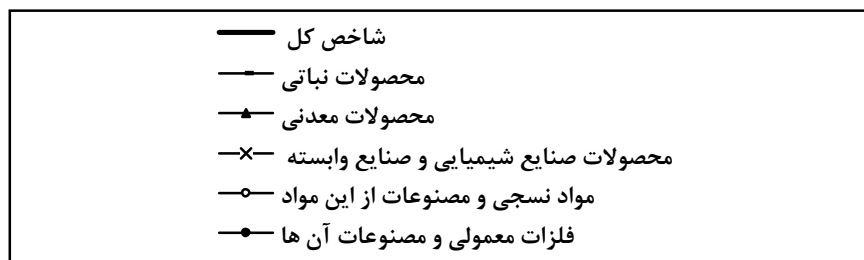 شاخص کل
محصولات نباتی
محصولات معدنی
محصولات صنایع شیمیایی و صنایع وابسته
مواد نسجی و مصنوعات از این مواد
فلزات معمولی و مصنوعات آن ها